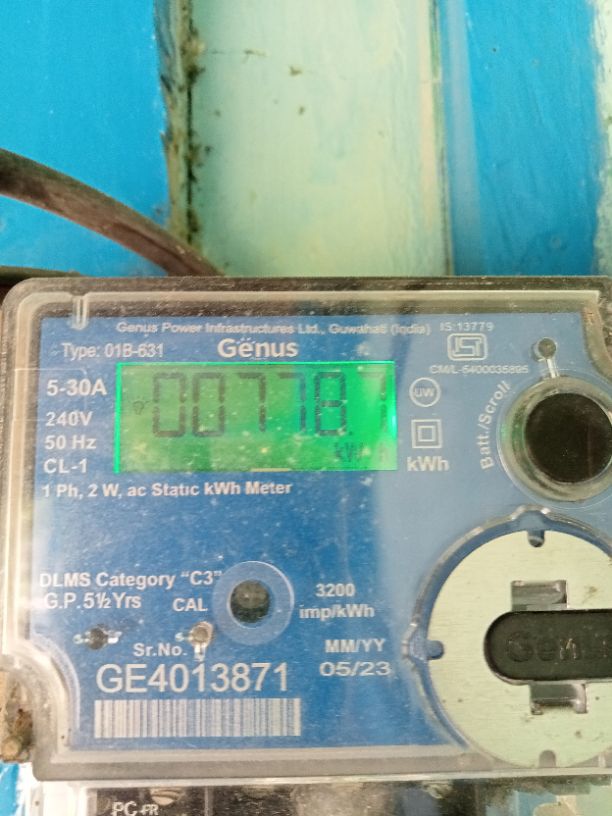 Genus Power Infrastructures Ltd., Guwahati (India) IS:13779
Type: 01B-631 Genus
CM/L-5400035895
5-30A
00778.1
UW
240V
50 Hz
CL-1
kWh
Batt./Scroll
1 Ph, 2 W, ac Static kWh Meter
DLMS Category "C3"
G.P.5½Yrs
CAL
3200
imp/kWh
Sr.No.
MM/YY
GE4013871
05/23